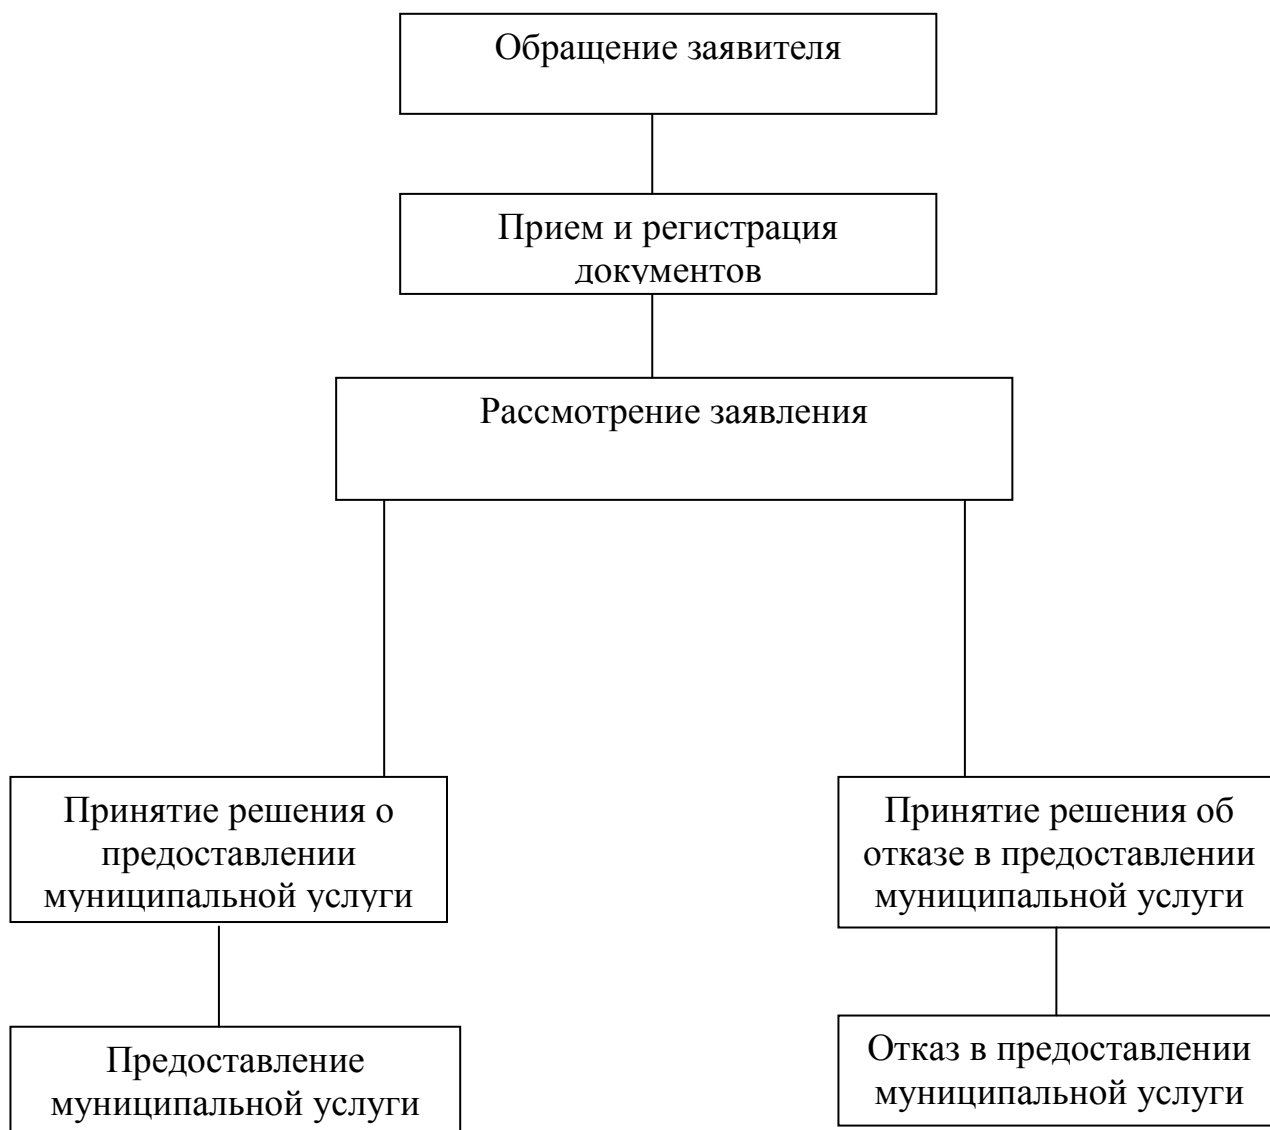 Обращение заявителя
Прием и регистрация
документов
Рассмотрение заявления
Принятие решения о
предоставлении
муниципальной услуги
Принятие решения об
отказе в предоставлении
муниципальной услуги
Предоставление
муниципальной услуги
Отказ в предоставлении
муниципальной услуги